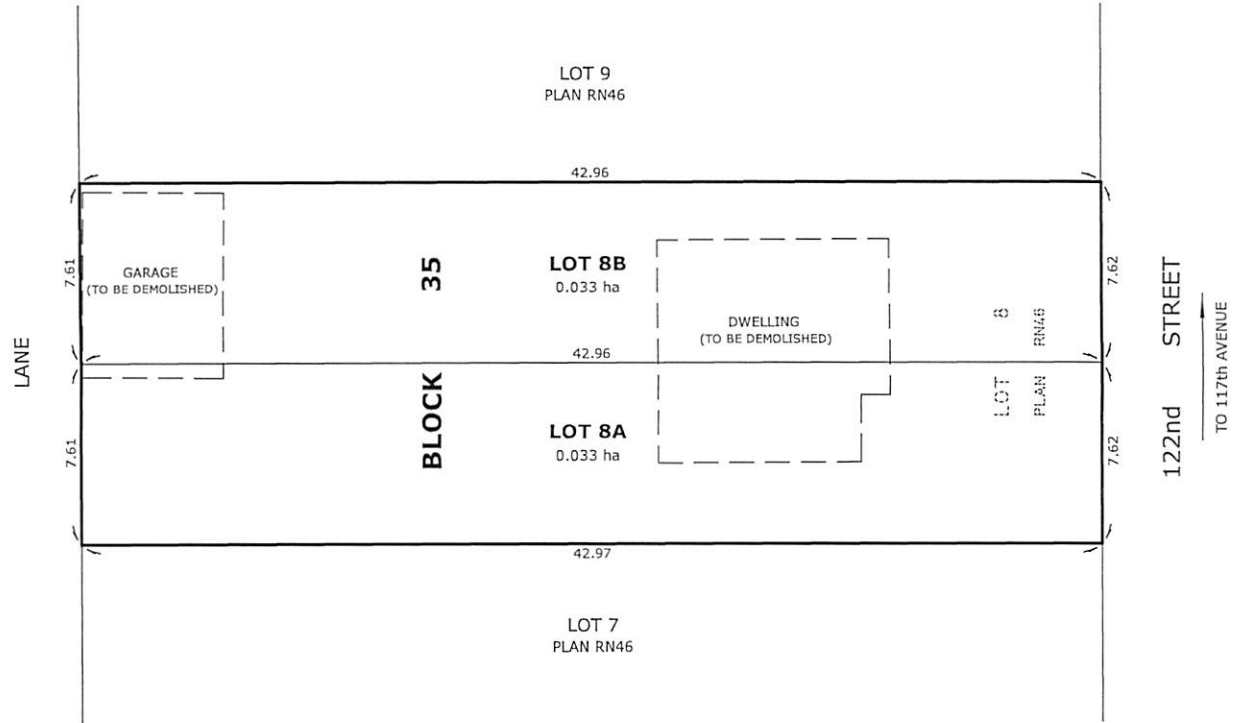 LOT 9
PLAN RN46
42.96
7.61
GARAGE
(TO BE DEMOLISHED)
BLOCK 35
LOT 8B
0.033 ha
DWELLING
(TO BE DEMOLISHED)
7.62
LANE
42.96
LOT 8
PLAN RN46
122nd STREET
TO 117th AVENUE
7.61
LOT 8A
0.033 ha
7.62
42.97
LOT 7
PLAN RN46